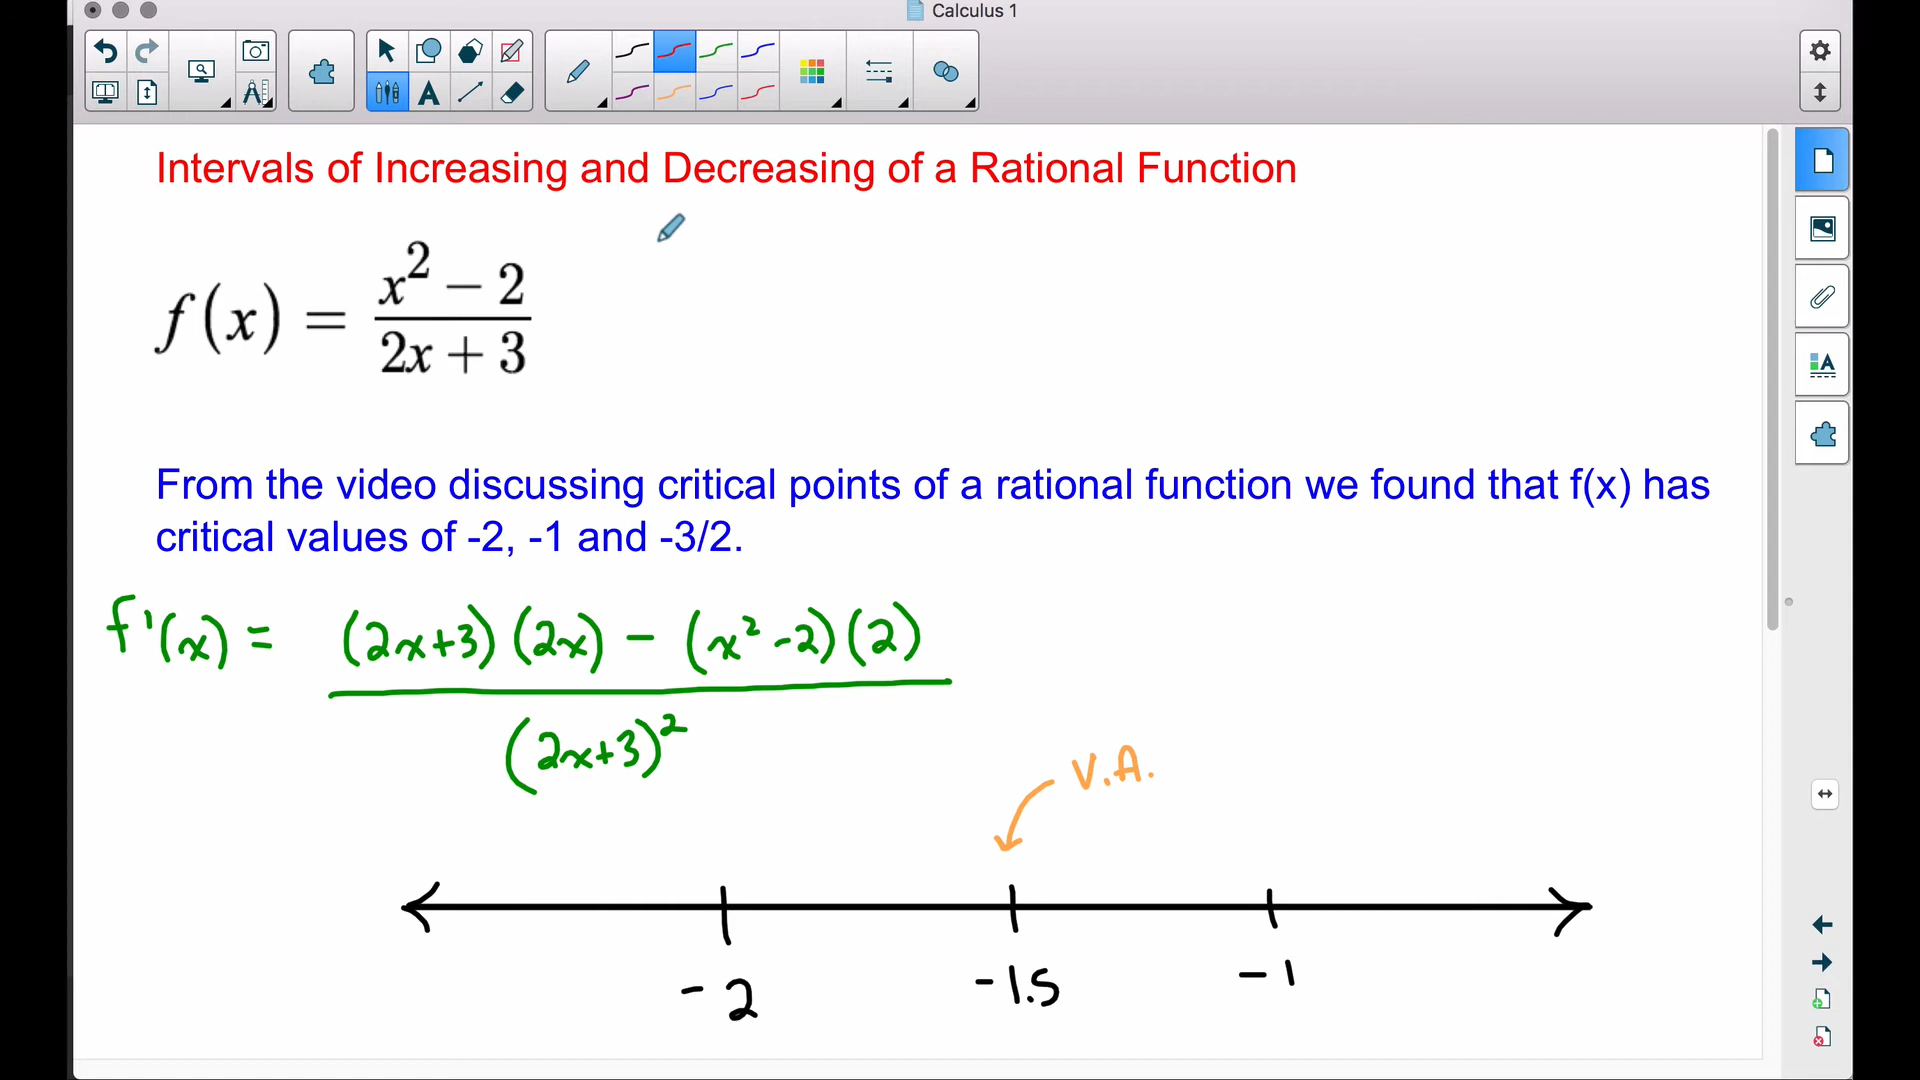 Calculus 1
Intervals of Increasing and Decreasing of a Rational Function
f(x) = \frac{x^2 - 2}{2x + 3}
From the video discussing critical points of a rational function we found that f(x) has
critical values of -2, -1 and -3/2.
f'(x) = \frac{(2x+3)(2x) - (x^2 - 2)(2)}{(2x+3)^2}
V.A.
-2 -1.5 -1